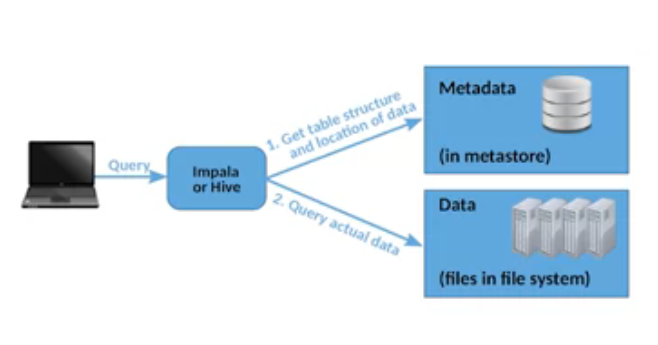 Query
Impala
or Hive
1. Get table structure
and location of data
2. Query actual data
Metadata
(in metastore)
Data
(files in file system)